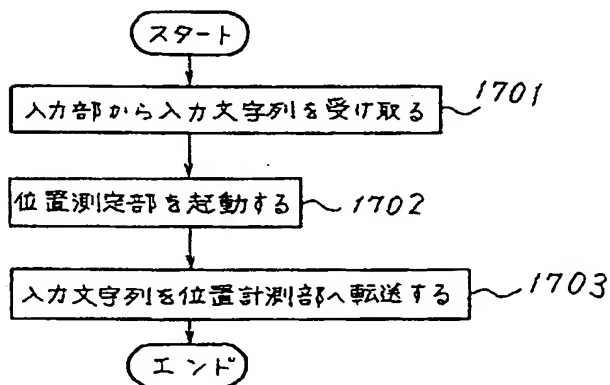 スタート
入力部から入力文字列を受け取る
1701
位置測定部を起動する
1702
入力文字列を位置計測部へ転送する
1703
エンド